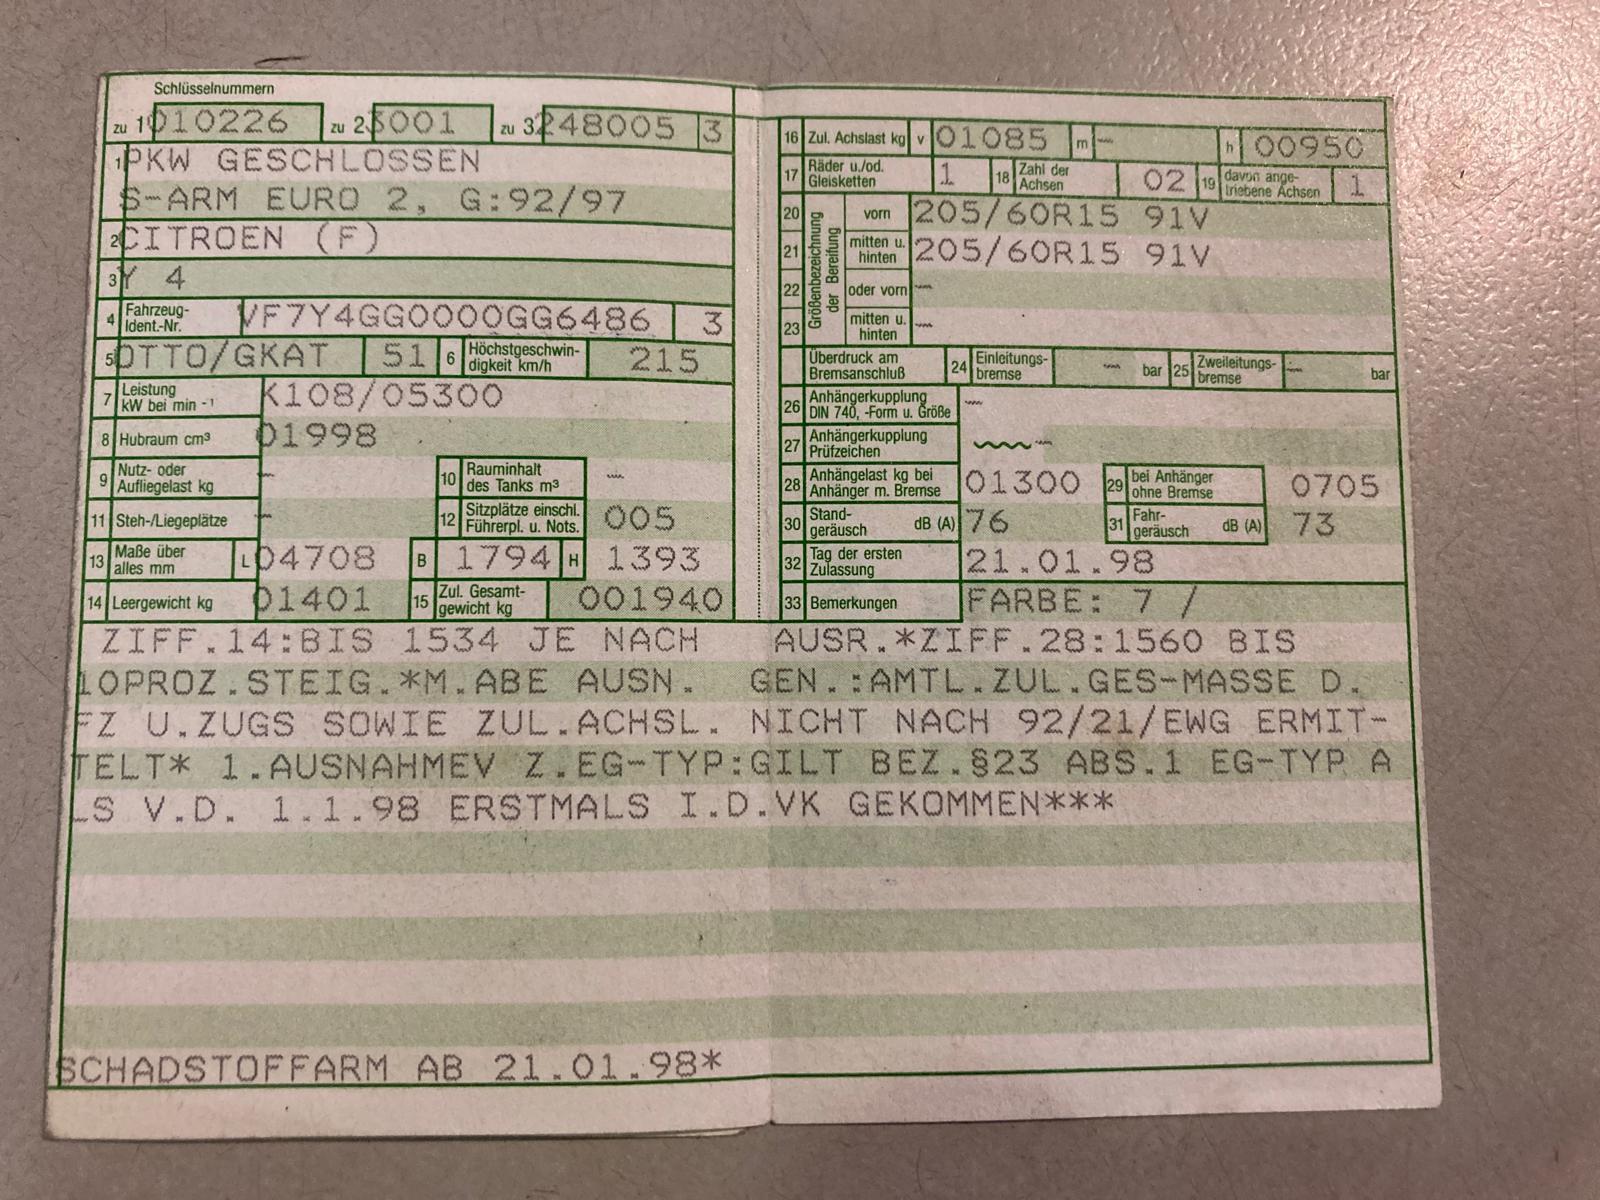 Schlüsselnummern
zu 1 010226 zu 2 3001 zu 3 248005 3
1 PKW GESCHLOSSEN
S-ARM EURO 2, G:92/97
2 CITROEN (F)
3 Y 4
4 Fahrzeug-Ident.-Nr. VF7Y4GG0000GG6486 3
5 OTTO/GKAT 51 6 Höchstgeschwindigkeit km/h 215
7 Leistung kW bei min -1 K108/05300
8 Hubraum cm³ 01998
9 Nutz- oder Aufliegelast kg — 10 Rauminhalt des Tanks m³ —
11 Steh-/Liegeplätze — 12 Sitzplätze einschl. Führerpl. u. Nots. 005
13 Maße über alles mm L 04708 B 1794 H 1393
14 Leergewicht kg 01401 15 Zul. Gesamtgewicht kg 001940
16 Zul. Achslast kg v 01085 m — h 00950
17 Räder u./od. Gleisketten 1 18 Zahl der Achsen 02 19 davon angetriebene Achsen 1
Größenbezeichnung der Bereifung
20 vorn 205/60R15 91V
21 mitten u. hinten 205/60R15 91V
22 oder vorn —
23 mitten u. hinten —
Überdruck am Bremsanschluß 24 Einleitungsbremse — bar 25 Zweileitungsbremse — bar
26 Anhängerkupplung DIN 740, -Form u. Größe —
27 Anhängerkupplung Prüfzeichen —
28 Anhängelast kg bei Anhänger m. Bremse 01300 29 bei Anhänger ohne Bremse 0705
30 Standgeräusch dB (A) 76 31 Fahrgeräusch dB (A) 73
32 Tag der ersten Zulassung 21.01.98
33 Bemerkungen FARBE: 7 /
ZIFF.14:BIS 1534 JE NACH AUSR.*ZIFF.28:1560 BIS
10PROZ.STEIG.*M.ABE AUSN. GEN.:AMTL.ZUL.GES-MASSE D.
FZ U.ZUGS SOWIE ZUL.ACHSL. NICHT NACH 92/21/EWG ERMIT-
TELT* 1.AUSNAHMEV Z.EG-TYP:GILT BEZ.§23 ABS.1 EG-TYP A
LS V.D. 1.1.98 ERSTMALS I.D.VK GEKOMMEN***
SCHADSTOFFARM AB 21.01.98*